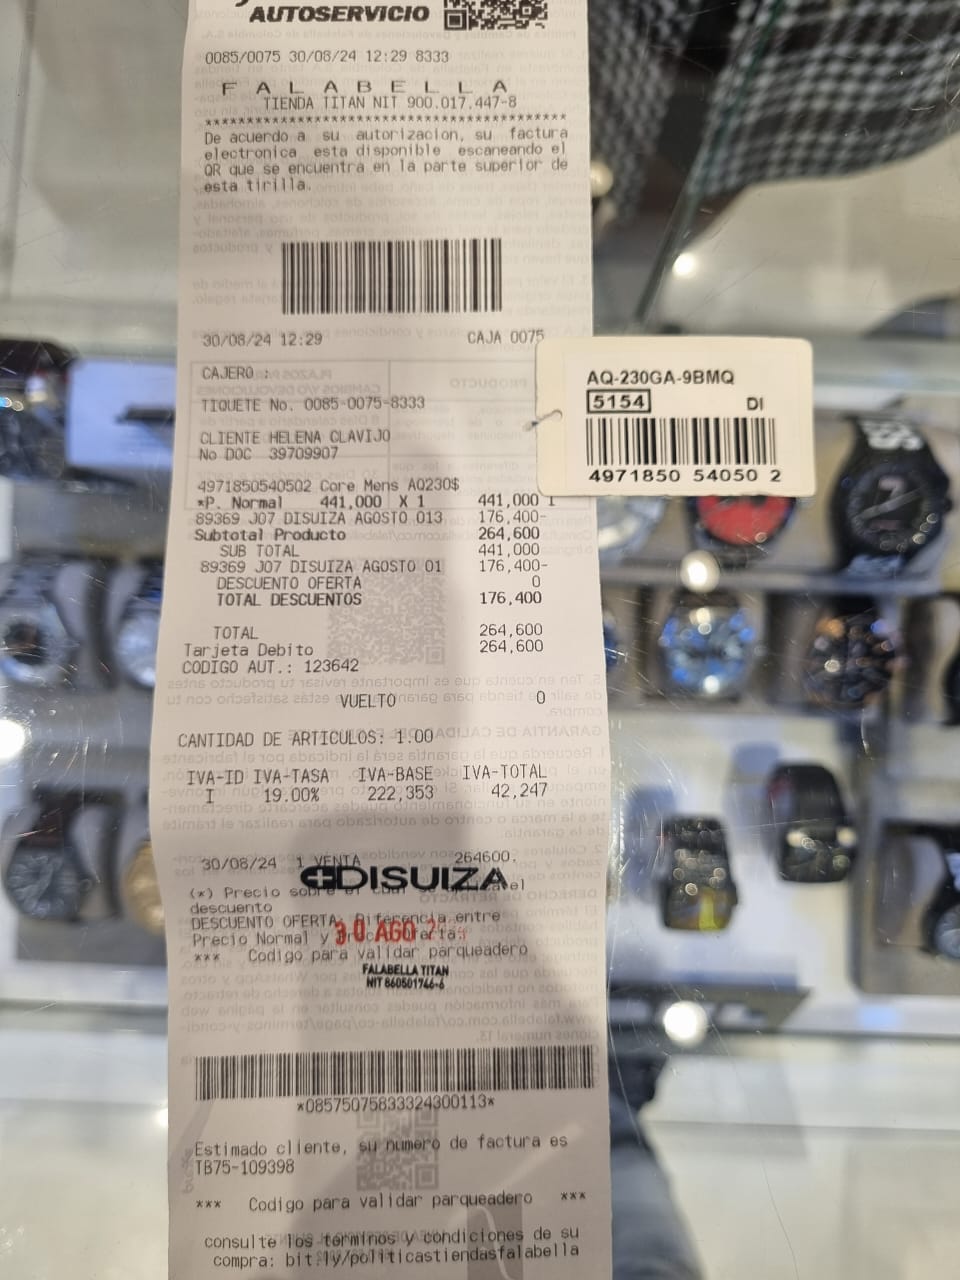 AUTOSERVICIO
0085/0075 30/08/24 12:29 8333
F A L A B E L L A
TIENDA TITAN NIT 900.017.447-8
******************************************
De acuerdo a su autorizacion, su factura
electronica esta disponible escaneando el
QR que se encuentra en la parte superior de
esta tirilla.
30/08/24 12:29 CAJA 0075
CAJERO :
TIQUETE No. 0085-0075-8333
CLIENTE HELENA CLAVIJO
No DOC 39709907
4971850540502 Core Mens AQ230$
*P. Normal 441,000 X 1 441,000 I
89369 J07 DISUIZA AGOSTO 013 176,400-
Subtotal Producto 264,600
SUB TOTAL 441,000
89369 J07 DISUIZA AGOSTO 01 176,400-
DESCUENTO OFERTA 0
TOTAL DESCUENTOS 176,400
TOTAL 264,600
Tarjeta Debito 264,600
CODIGO AUT.: 123642
VUELTO 0
CANTIDAD DE ARTICULOS: 1.00
IVA-ID IVA-TASA IVA-BASE IVA-TOTAL
I 19.00% 222,353 42,247
30/08/24 1 VENTA 264600.
DISUIZA
(*) Precio sobre el
descuento
DESCUENTO OFERTA: Diferencia entre
Precio Normal y
30 AGO
*** Codigo para validar parqueadero
FALABELLA TITAN
NIT 860501746-6
*08575075833324300113*
Estimado cliente, su numero de factura es
TB75-109398
*** Codigo para validar parqueadero ***
consulte los terminos y condiciones de su
compra: bit.ly/politicastiendasfalabella
AQ-230GA-9BMQ
5154 DI
4971850 54050 2